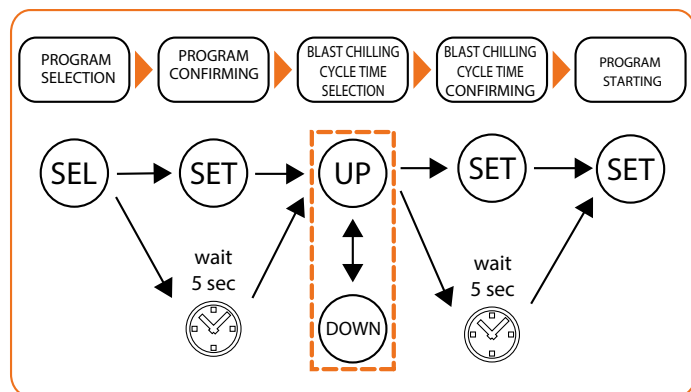 PROGRAM
SELECTION
PROGRAM
CONFIRMING
BLAST CHILLING
CYCLE TIME
SELECTION
BLAST CHILLING
CYCLE TIME
CONFIRMING
PROGRAM
STARTING
SEL
SET
UP
SET
SET
wait
5 sec
wait
5 sec
DOWN